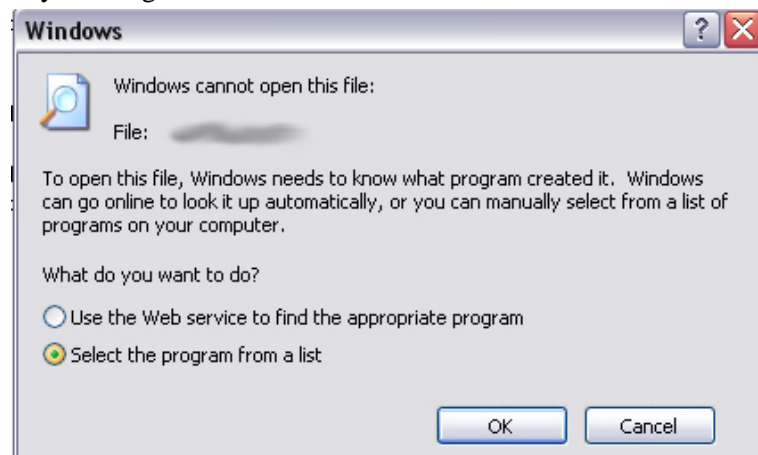 Windows
Windows cannot open this file:
File:
To open this file, Windows needs to know what program created it.  Windows
can go online to look it up automatically, or you can manually select from a list of
programs on your computer.
What do you want to do?
Use the Web service to find the appropriate program
Select the program from a list
OK
Cancel